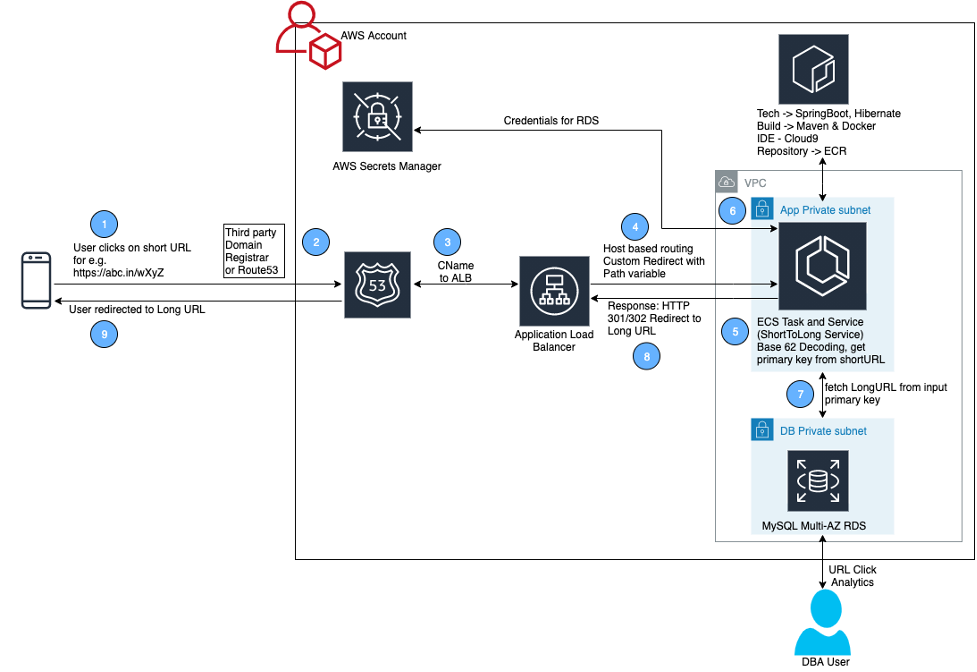 AWS Account
Tech -> SpringBoot, Hibernate
Build -> Maven & Docker
IDE - Cloud9
Repository -> ECR
Credentials for RDS
AWS Secrets Manager
VPC
6
App Private subnet
1
User clicks on short URL
for e.g.
https://abc.in/wXyZ
Third party
Domain
Registrar
or Route53
2
53
3
CName
to ALB
4
Host based routing
Custom Redirect with
Path variable
User redirected to Long URL
9
Application Load
Balancer
Response: HTTP
301/302 Redirect to
Long URL
8
5
ECS Task and Service
(ShortToLong Service)
Base 62 Decoding, get
primary key from shortURL
7
fetch LongURL from input
primary key
DB Private subnet
MySQL Multi-AZ RDS
URL Click
Analytics
DBA User